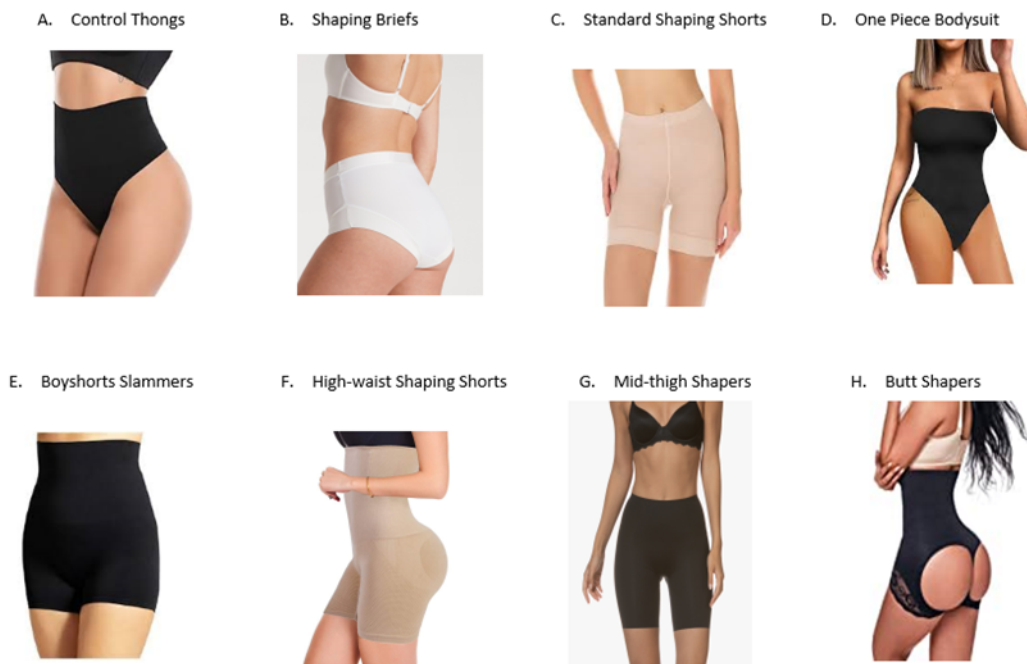 A. Control Thongs
B. Shaping Briefs
C. Standard Shaping Shorts
D. One Piece Bodysuit
E. Boyshorts Slammers
F. High-waist Shaping Shorts
G. Mid-thigh Shapers
H. Butt Shapers